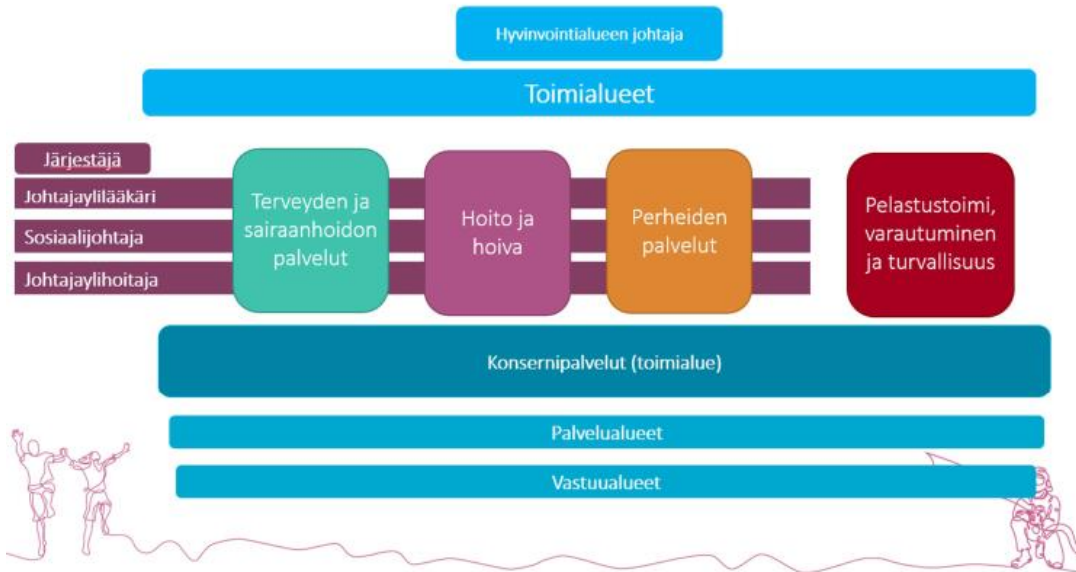 Hyvinvointialueen johtaja
Toimialueet
Järjestäjä
Johtajaylilääkäri
Sosiaalijohtaja
Johtajaylihoitaja
Terveyden ja
sairaanhoidon
palvelut
Hoito ja
hoiva
Perheiden
palvelut
Pelastustoimi,
varautuminen
ja turvallisuus
Konsernipalvelut (toimialue)
Palvelualueet
Vastuualueet